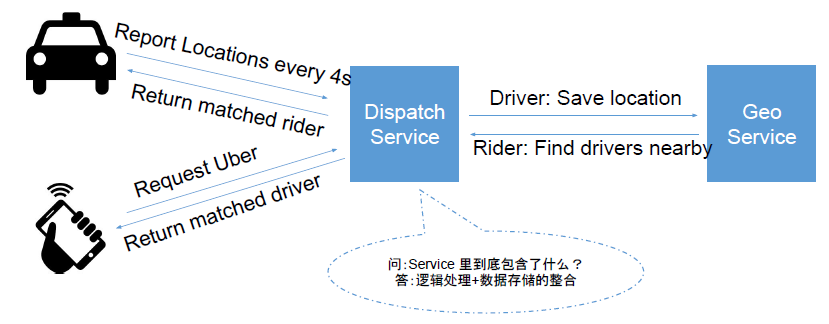 Report Locations every 4s
Return matched rider
Request Uber
Return matched driver
Dispatch
Service
Driver: Save location
Rider: Find drivers nearby
Geo
Service
问：Service 里到底包含了什么？
答：逻辑处理+数据存储的整合